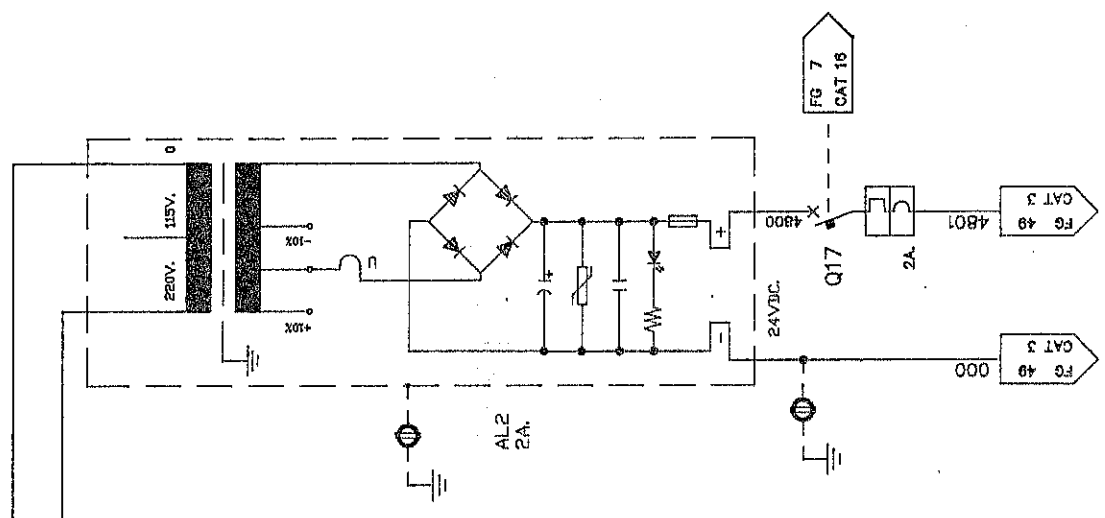 FG 7
CAT 16
0
115V.
220V.
-10%
U
+10%
+
4800
Q17
2A.
4801
FG 49
CAT 3
+
-
24VDC.
000
FG 49
CAT 3
AL2
2A.